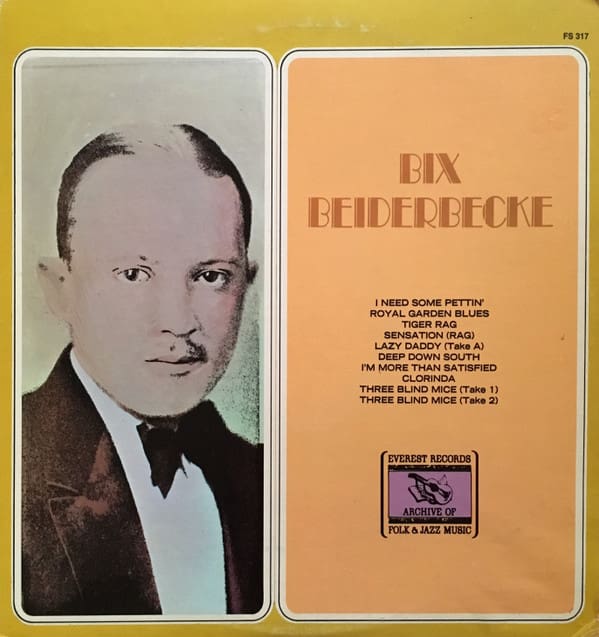 FS 317
BIX
BEIDERBECKE
I NEED SOME PETTIN'
ROYAL GARDEN BLUES
TIGER RAG
SENSATION (RAG)
LAZY DADDY (Take A)
DEEP DOWN SOUTH
I'M MORE THAN SATISFIED
CLORINDA
THREE BLIND MICE (Take 1)
THREE BLIND MICE (Take 2)
EVEREST RECORDS
ARCHIVE OF
FOLK & JAZZ MUSIC